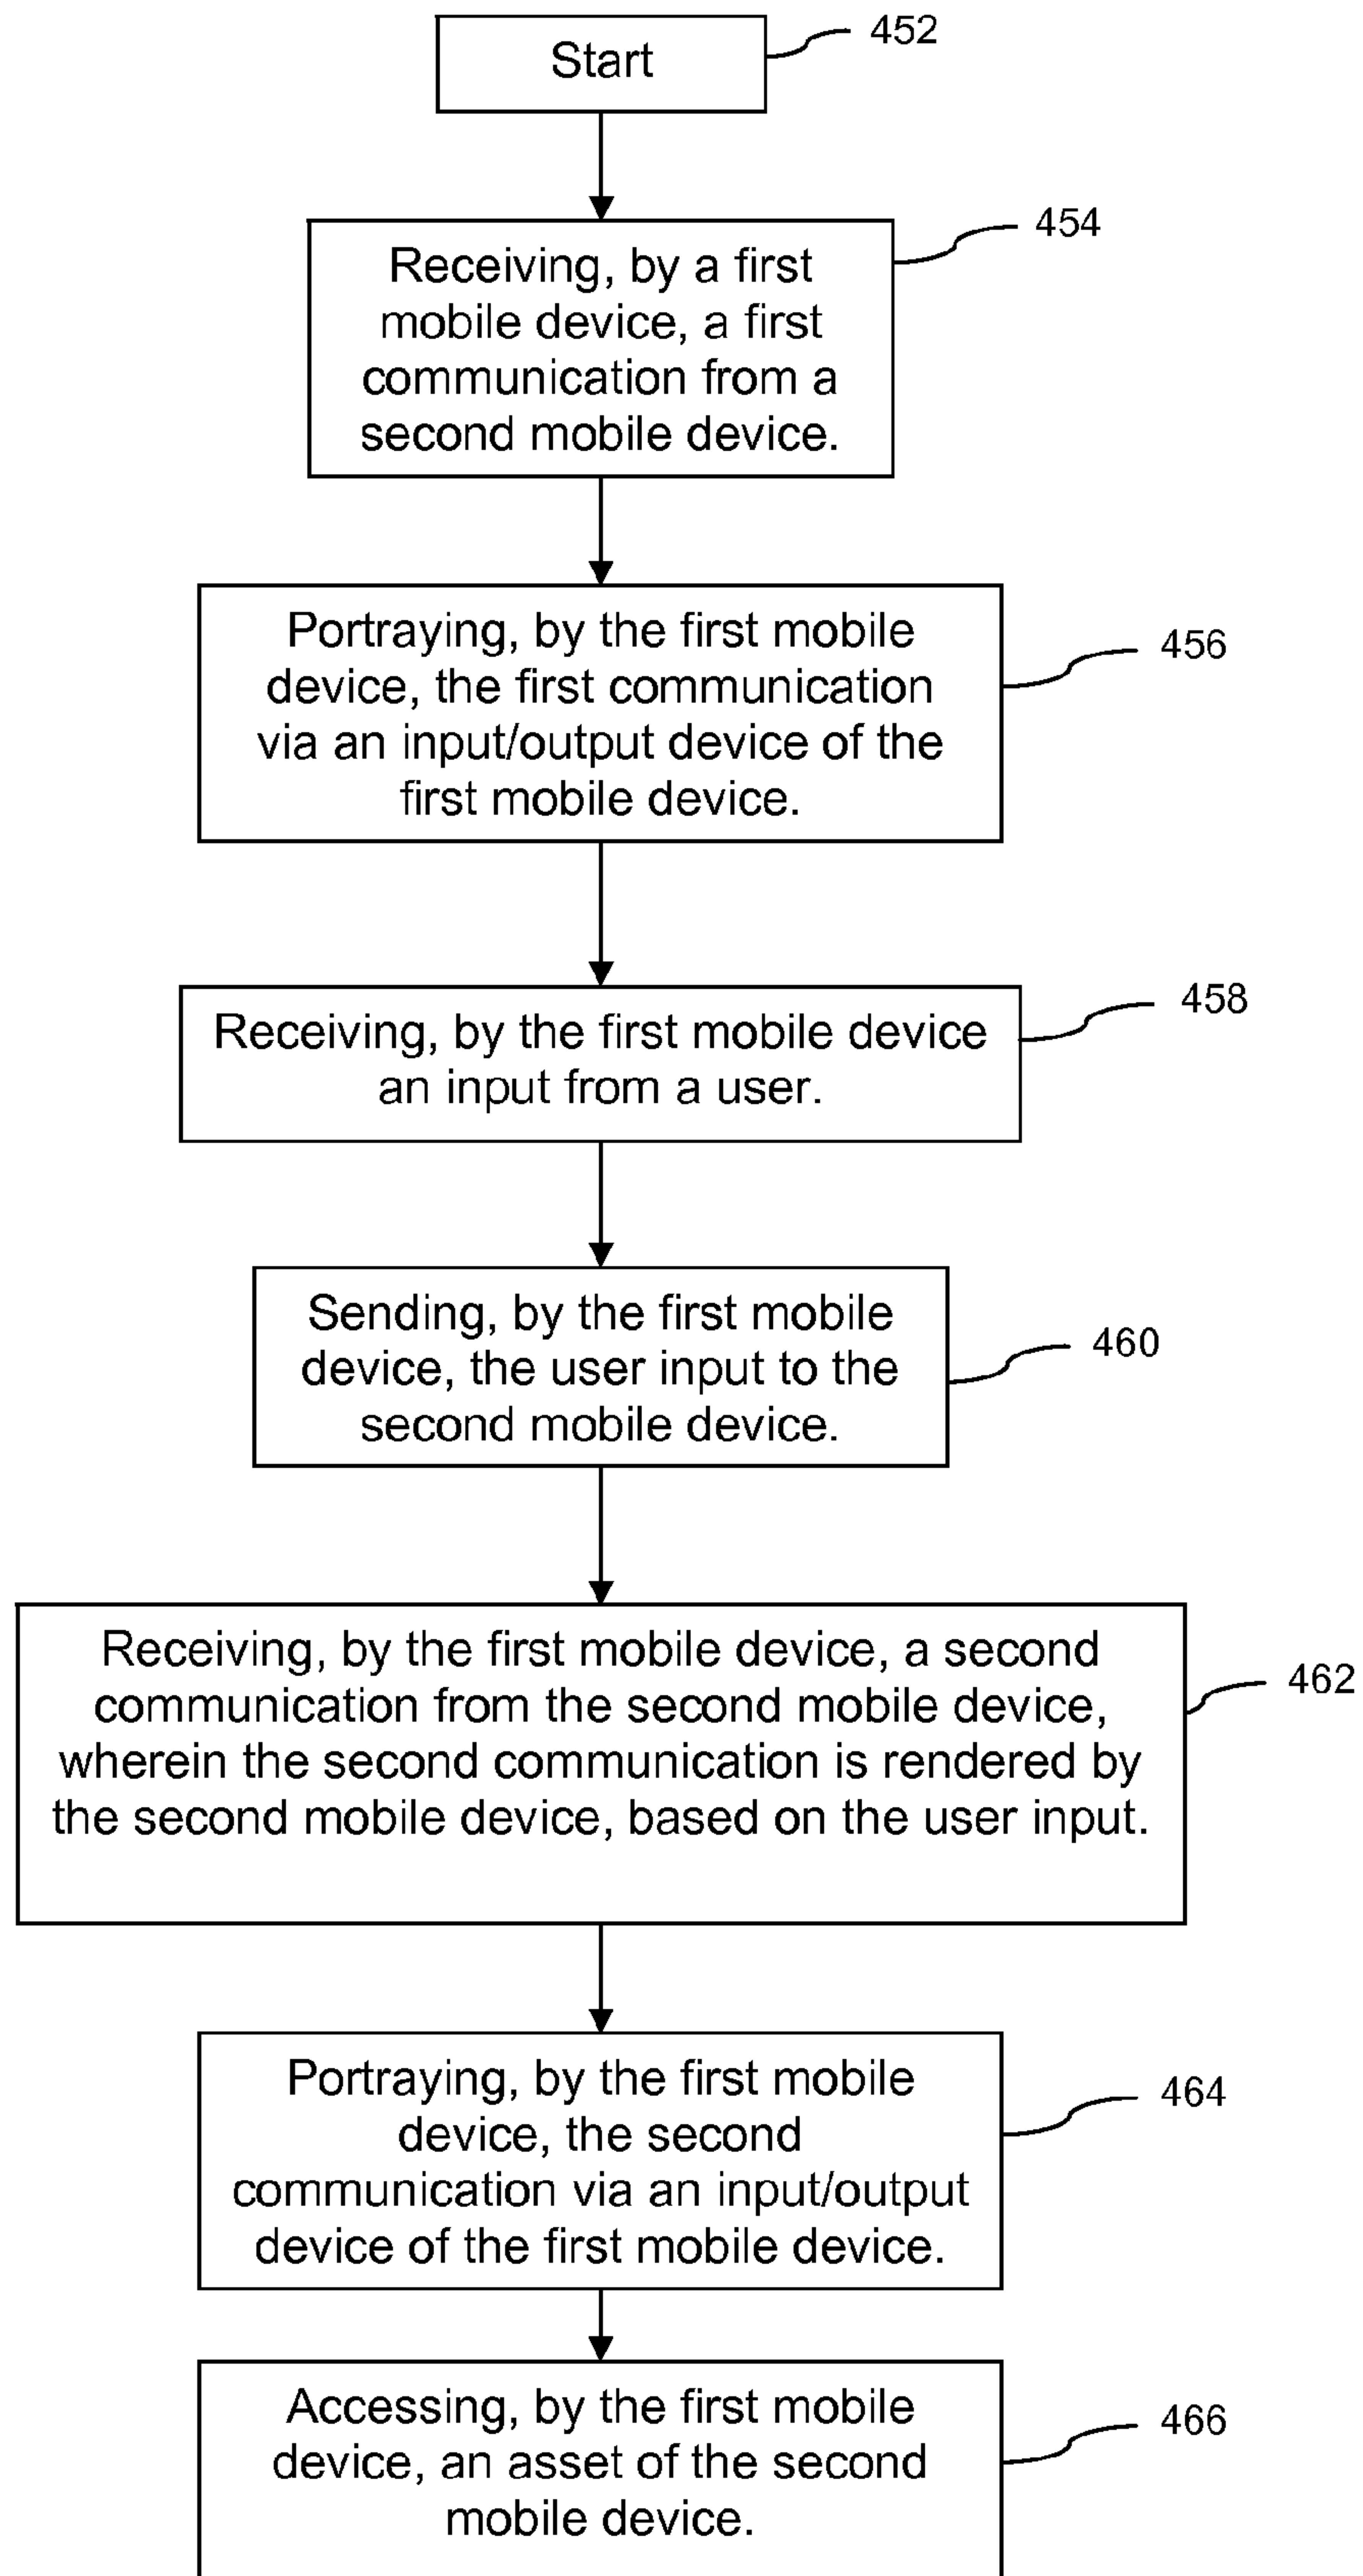 Start
452
Receiving, by a first
mobile device, a first
communication from a
second mobile device.
454
Portraying, by the first mobile
device, the first communication
via an input/output device of the
first mobile device.
456
Receiving, by the first mobile device
an input from a user.
458
Sending, by the first mobile
device, the user input to the
second mobile device.
460
Receiving, by the first mobile device, a second
communication from the second mobile device,
wherein the second communication is rendered by
the second mobile device, based on the user input.
462
Portraying, by the first mobile
device, the second
communication via an input/output
device of the first mobile device.
464
Accessing, by the first mobile
device, an asset of the second
mobile device.
466